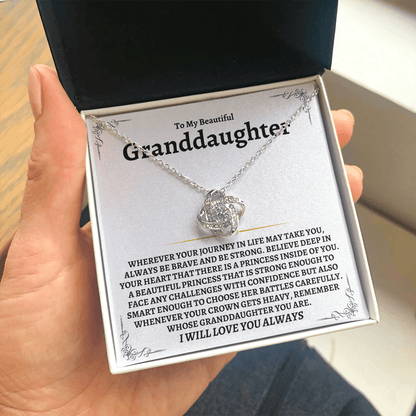 To My Beautiful
Granddaughter
WHEREVER YOUR JOURNEY IN LIFE MAY TAKE YOU,
ALWAYS BE BRAVE AND BE STRONG. BELIEVE DEEP IN
YOUR HEART THAT THERE IS A PRINCESS INSIDE OF YOU.
A BEAUTIFUL PRINCESS THAT IS STRONG ENOUGH TO
FACE ANY CHALLENGES WITH CONFIDENCE BUT ALSO
SMART ENOUGH TO CHOOSE HER BATTLES CAREFULLY.
WHENEVER YOUR CROWN GETS HEAVY, REMEMBER
WHOSE GRANDDAUGHTER YOU ARE.
I WILL LOVE YOU ALWAYS